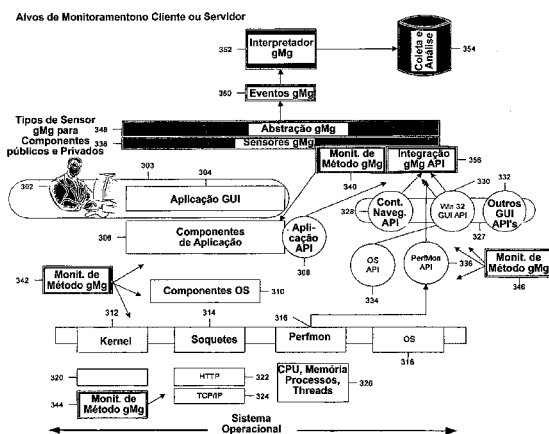 Alvos de Monitoramentono Cliente ou Servidor
352
Interpretador
gMg
Coleta e
Análise
354
350
Eventos gMg
Tipos de Sensor
gMg para
Componentes
públicos e Privados
348
Abstração gMg
338
Sensores gMg
Monit. de
Método gMg
340
Integração
gMg API
356
302
303
304
Aplicação GUI
306
Componentes
de Aplicação
Apli-
cação
API
308
328
Cont.
Naveg.
API
330
Win 32
GUI API
332
Outros
GUI
API's
327
OS
API
334
PerfMon
API
336
Monit. de
Método gMg
346
342
Monit. de
Método gMg
Componentes OS
310
312
Kernel
314
Soquetes
316
Perfmon
OS
318
320
HTTP
322
TCP/IP
324
CPU, Memória
Processos,
Threads
326
344
Monit. de
Método gMg
Sistema
Operacional